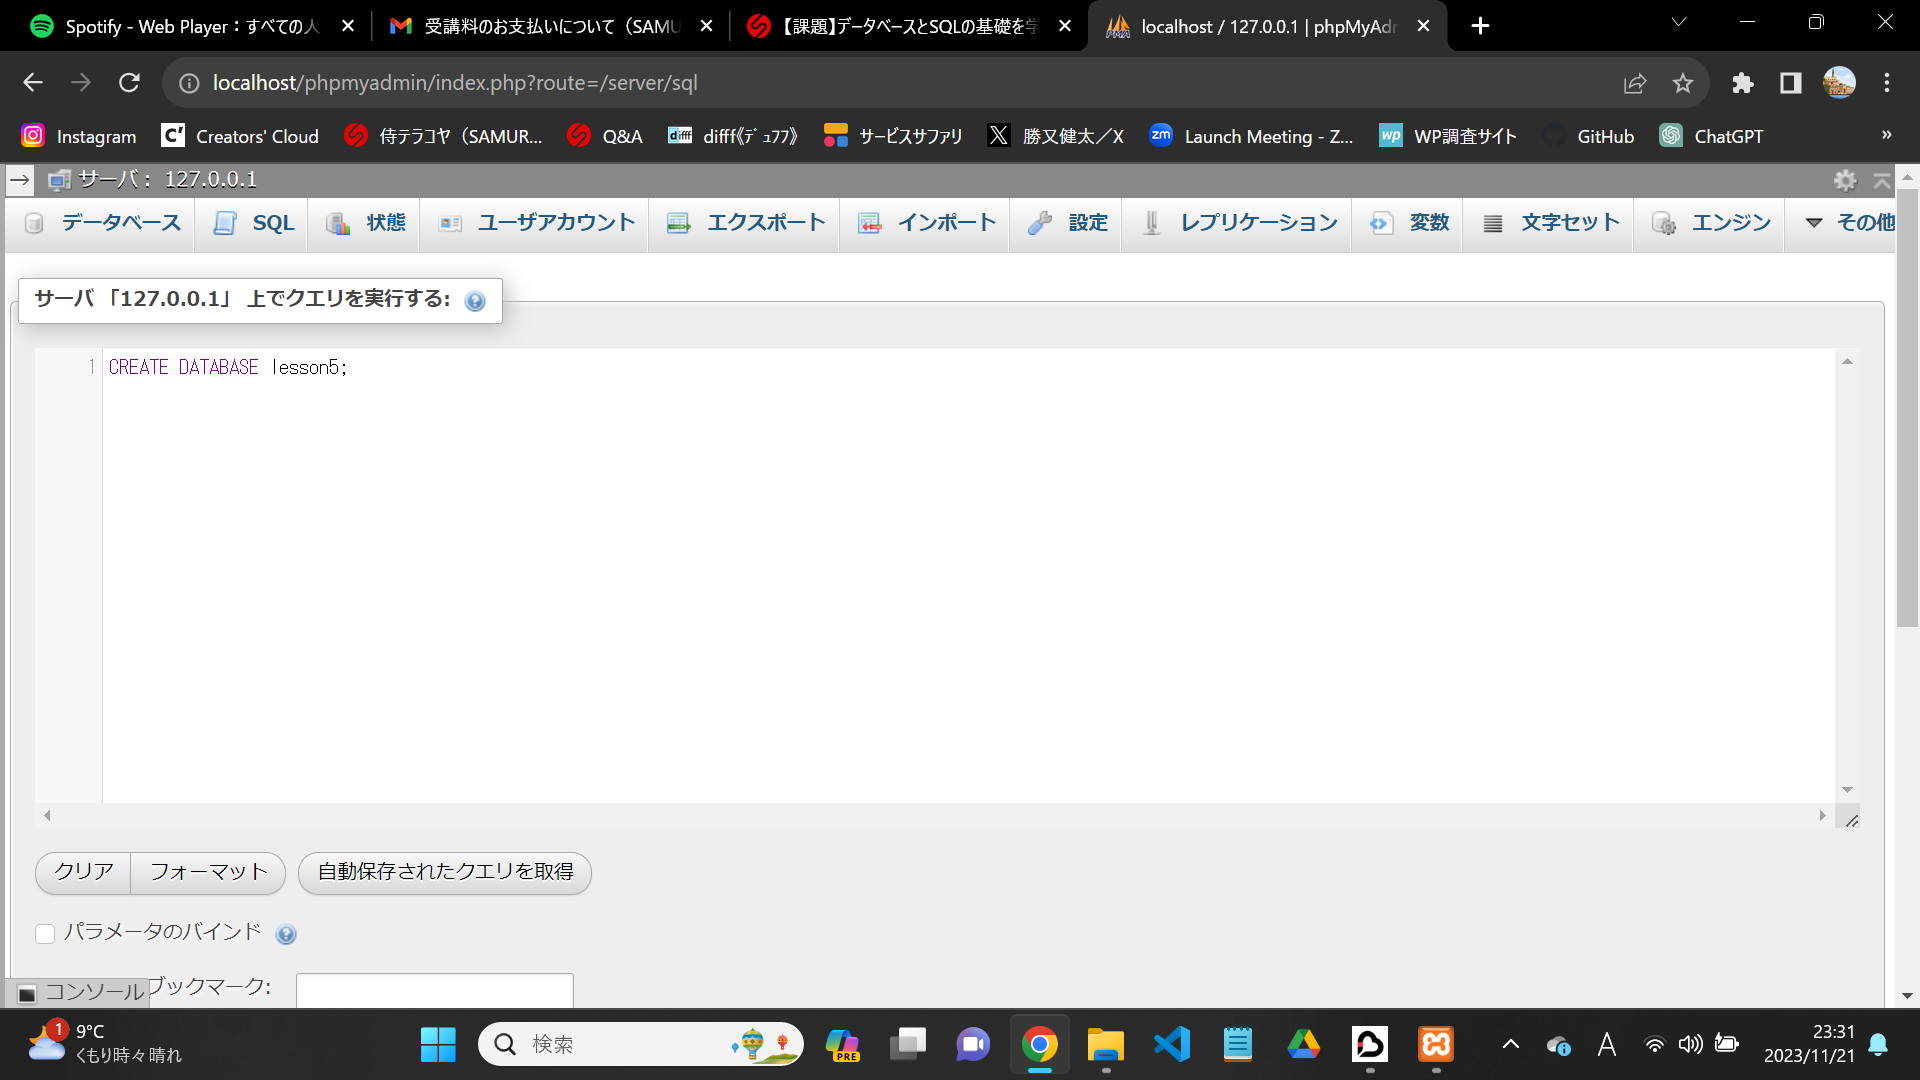 Spotify - Web Player：すべての人
受講料のお支払いについて（SAMU
【課題】データベースとSQLの基礎を学
localhost / 127.0.0.1 | phpMyAdr
localhost/phpmyadmin/index.php?route=/server/sql
Instagram
Creators' Cloud
侍テラコヤ（SAMUR...
Q&A
difff《ﾃﾞｭﾌﾌ》
サービスサファリ
勝又健太／X
Launch Meeting - Z...
WP調査サイト
GitHub
ChatGPT
»
サーバ： 127.0.0.1
データベース
SQL
状態
ユーザアカウント
エクスポート
インポート
設定
レプリケーション
変数
文字セット
エンジン
その他
サーバ 「127.0.0.1」 上でクエリを実行する:
1
CREATE DATABASE lesson5;
クリア
フォーマット
自動保存されたクエリを取得
パラメータのバインド
ブックマーク:
コンソール
1
9°C
くもり時々晴れ
検索
PRE
A
23:31
2023/11/21